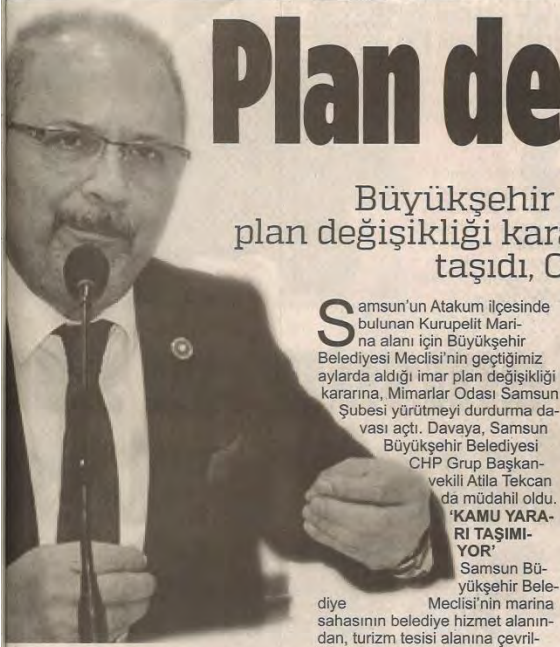 Plan de
Büyükşehir
plan değişikliği kara
taşıdı, C
Samsun'un Atakum ilçesinde
bulunan Kurupelit Mari-
na alanı için Büyükşehir
Belediyesi Meclisi'nin geçtiğimiz
aylarda aldığı imar plan değişikliği
kararına, Mimarlar Odası Samsun
Şubesi yürütmeyi durdurma da-
vası açtı. Davaya, Samsun
Büyükşehir Belediyesi
CHP Grup Başkan-
vekili Atila Tekcan
da müdahil oldu.
'KAMU YARA-
RI TAŞIMI-
YOR'
Samsun Bü-
yükşehir Bele-
diye Meclisi'nin marina
sahasının belediye hizmet alanın-
dan, turizm tesisi alanına çevril-